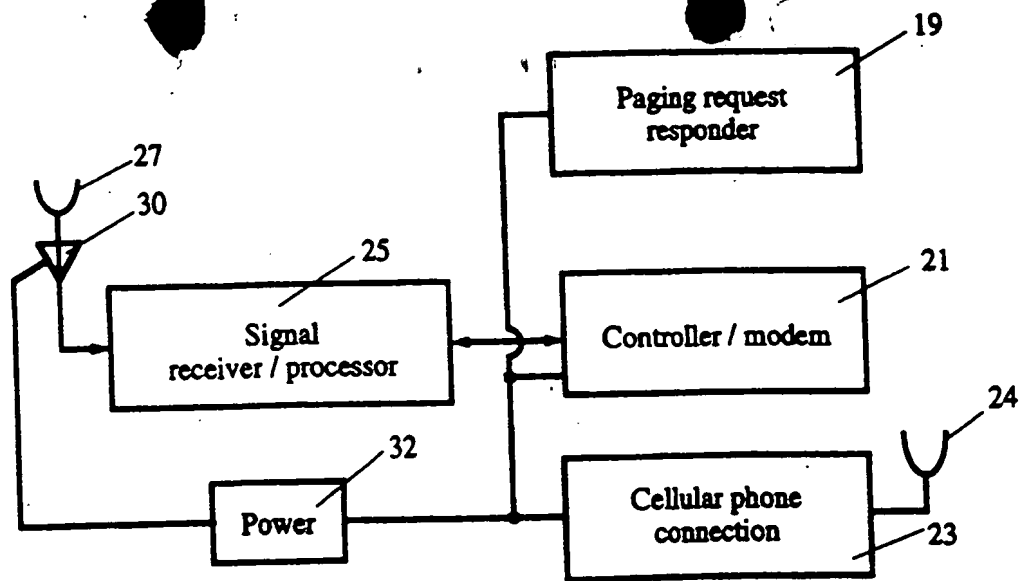 19
Paging request
responder
27
30
25
Signal
receiver / processor
21
Controller / modem
24
32
Power
Cellular phone
connection
23